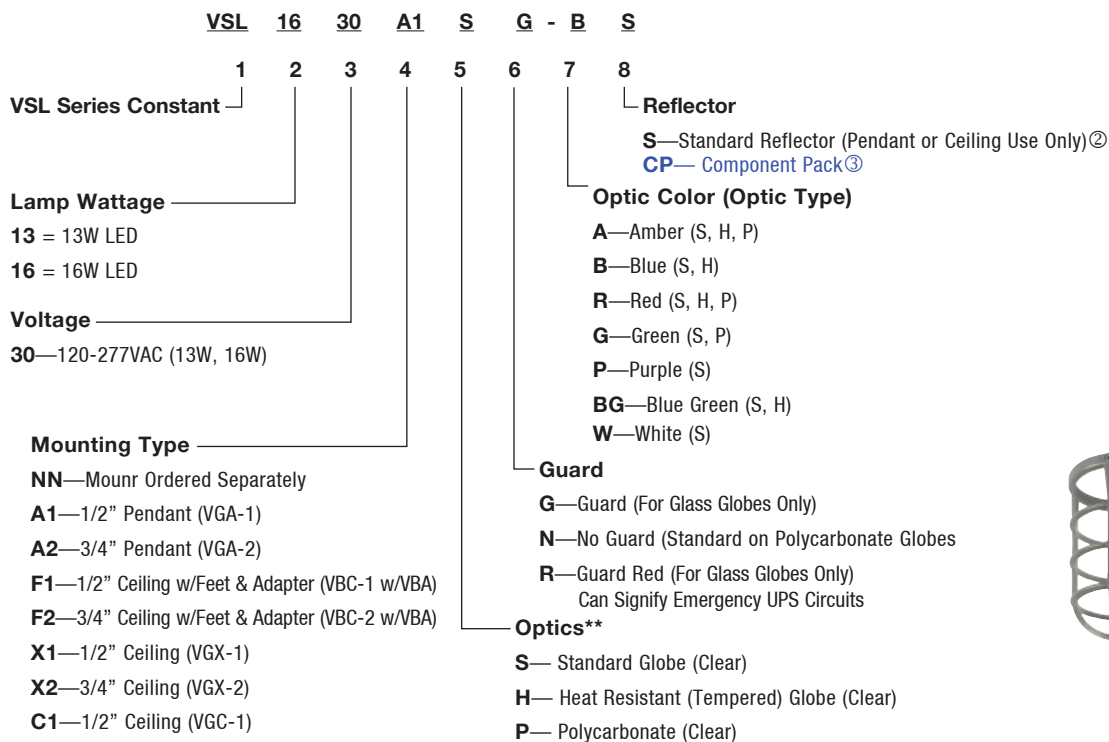 VSL 16 30 A1 S G - B S
1 2 3 4 5 6 7 8
VSL Series Constant
Lamp Wattage
13 = 13W LED
16 = 16W LED
Voltage
30—120-277VAC (13W, 16W)
Mounting Type
NN—Mounr Ordered Separately
A1—1/2” Pendant (VGA-1)
A2—3/4” Pendant (VGA-2)
F1—1/2” Ceiling w/Feet & Adapter (VBC-1 w/VBA)
F2—3/4” Ceiling w/Feet & Adapter (VBC-2 w/VBA)
X1—1/2” Ceiling (VGX-1)
X2—3/4” Ceiling (VGX-2)
C1—1/2” Ceiling (VGC-1)
Reflector
S—Standard Reflector (Pendant or Ceiling Use Only)②
CP— Component Pack③
Optic Color (Optic Type)
A—Amber (S, H, P)
B—Blue (S, H)
R—Red (S, H, P)
G—Green (S, P)
P—Purple (S)
BG—Blue Green (S, H)
W—White (S)
Guard
G—Guard (For Glass Globes Only)
N—No Guard (Standard on Polycarbonate Globes
R—Guard Red (For Glass Globes Only)
Can Signify Emergency UPS Circuits
Optics**
S— Standard Globe (Clear)
H— Heat Resistant (Tempered) Globe (Clear)
P— Polycarbonate (Clear)